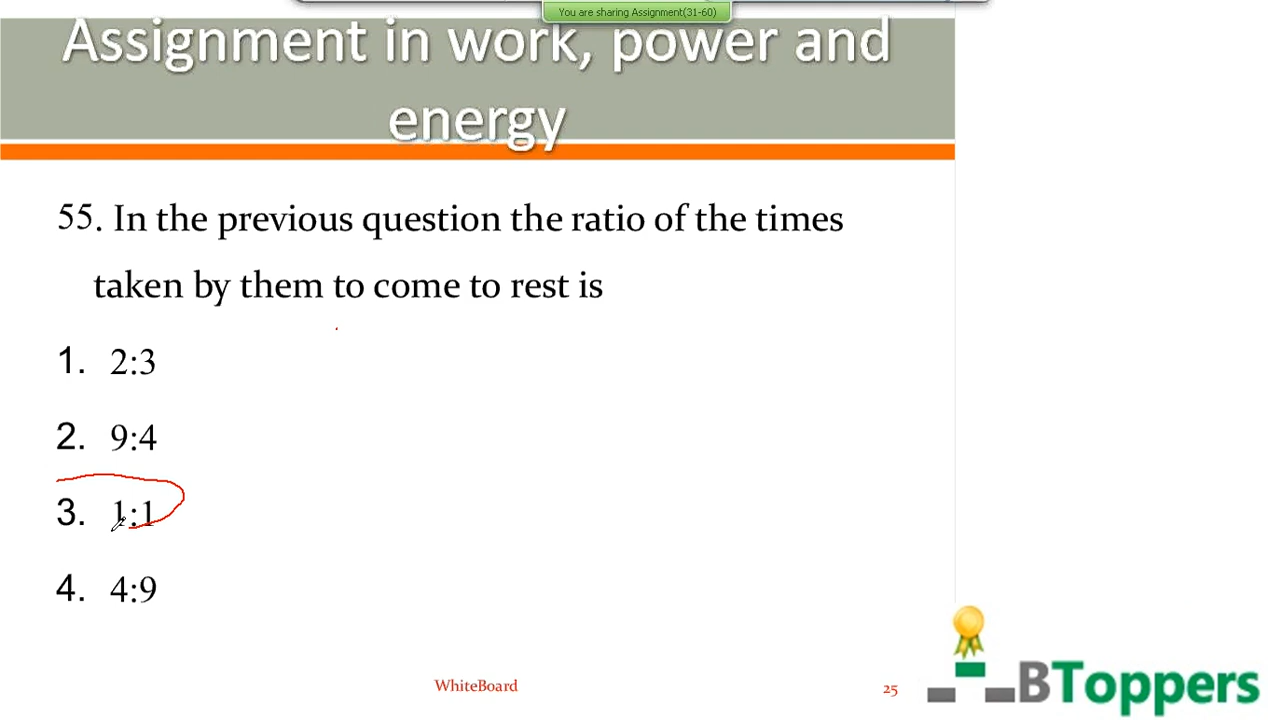 You are sharing Assignment(31-60)
Assignment in work, power and
energy
55. In the previous question the ratio of the times
taken by them to come to rest is
1. 2:3
2. 9:4
3. 1:1
4. 4:9
WhiteBoard
25
BToppers